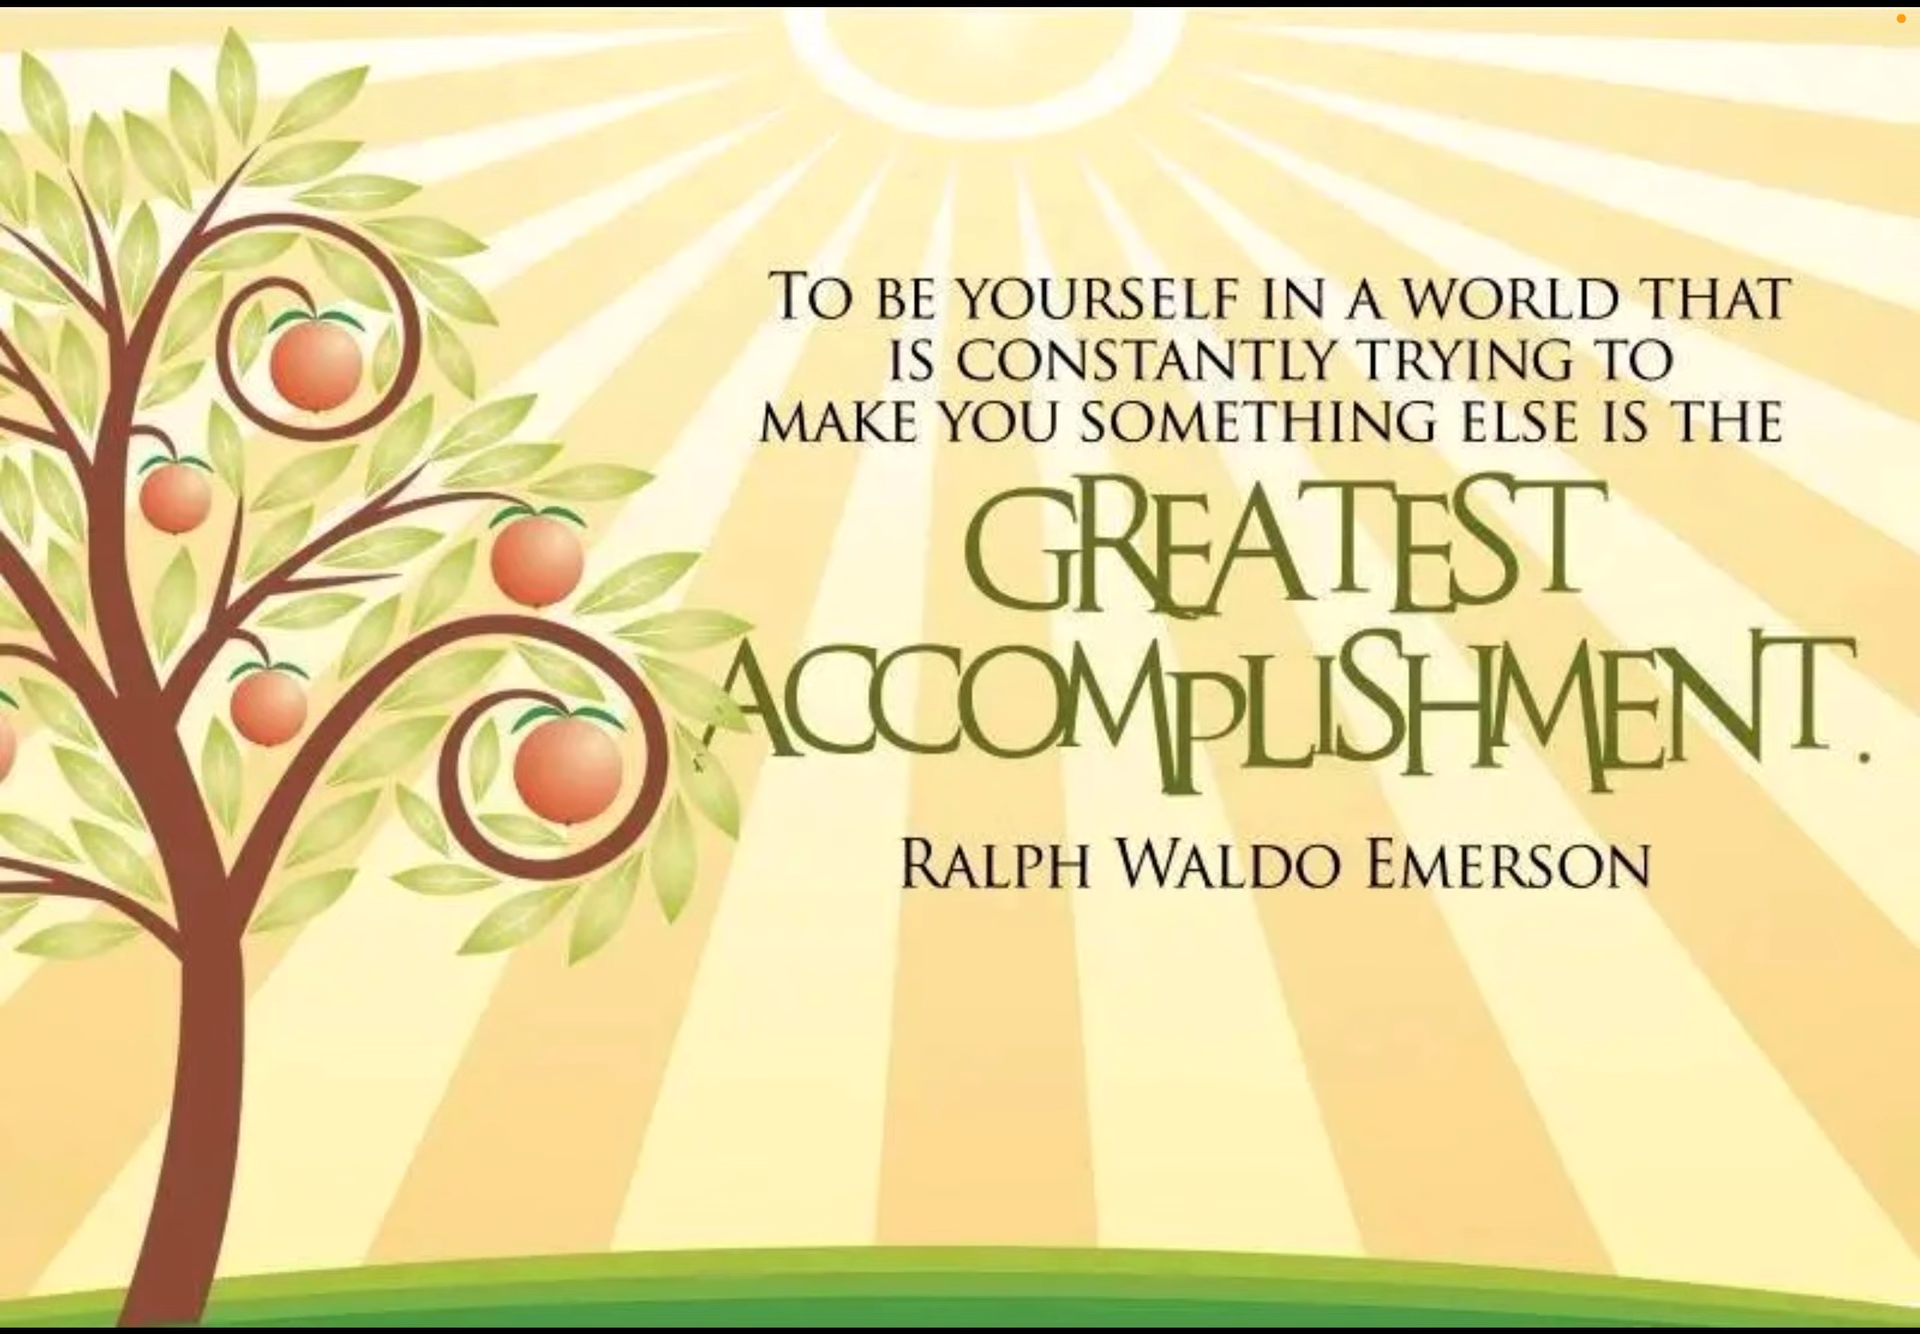 To be yourself in a world that
is constantly trying to
make you something else is the
GREATEST
ACCOMPLISHMENT.
Ralph Waldo Emerson